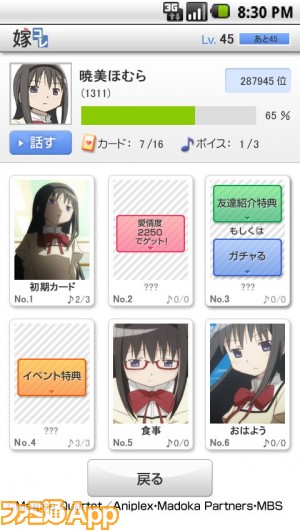 3G 8:30 PM
嫁コレ Lv. 45 あと45
暁美ほむら
(1311)
287945 位
65 %
話す カード: 7/16 ボイス: 1/3
初期カード
No.1 ♪2/3
愛情度
2250
でゲット!
???
No.2 ♪0/0
友達紹介特典
もしくは
ガチャる
???
No.3 ♪0/0
イベント特典
???
No.4 ♪3/3
食事
No.5 ♪0/0
おはよう
No.6 ♪0/0
戻る
Quartet/Aniplex・Madoka Partners・MBS
ファミ通App